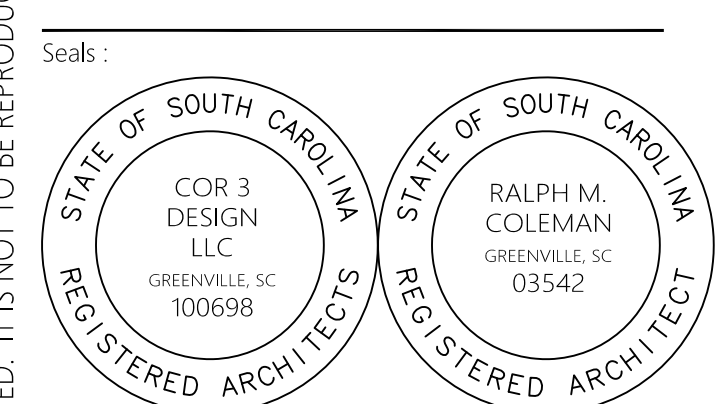 ED. IT IS NOT TO BE REPRODUC
Seals :
STATE OF SOUTH CAROLINA
COR 3
DESIGN
LLC
GREENVILLE, SC
100698
REGISTERED ARCHITECTS
STATE OF SOUTH CAROLINA
RALPH M.
COLEMAN
GREENVILLE, SC
03542
REGISTERED ARCHITECT